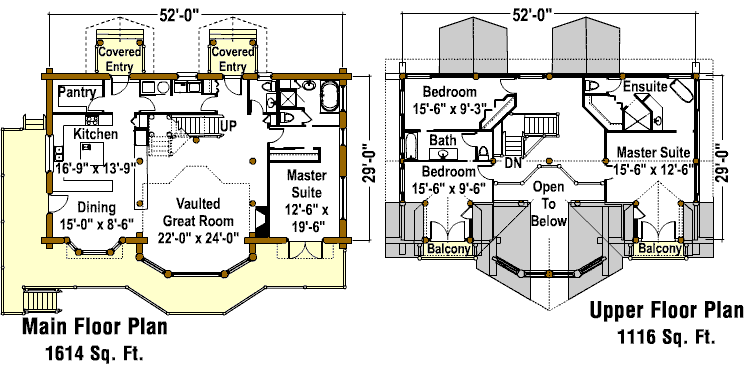 52'-0"
52'-0"
Covered
Entry
Covered
Entry
Pantry
Kitchen
16'-9" x 13'-9"
UP
Dining
15'-0" x 8'-6"
Vaulted
Great Room
22'-0" x 24'-0"
Master
Suite
12'-6" x
19'-6"
29'-0"
Main Floor Plan
1614 Sq. Ft.
Bedroom
15'-6" x 9'-3"
Ensuite
Bath
DN
Bedroom
15'-6" x 9'-6"
Master Suite
15'-6" x 12'-6"
Open
To
Below
Balcony
Balcony
29'-0"
Upper Floor Plan
1116 Sq. Ft.